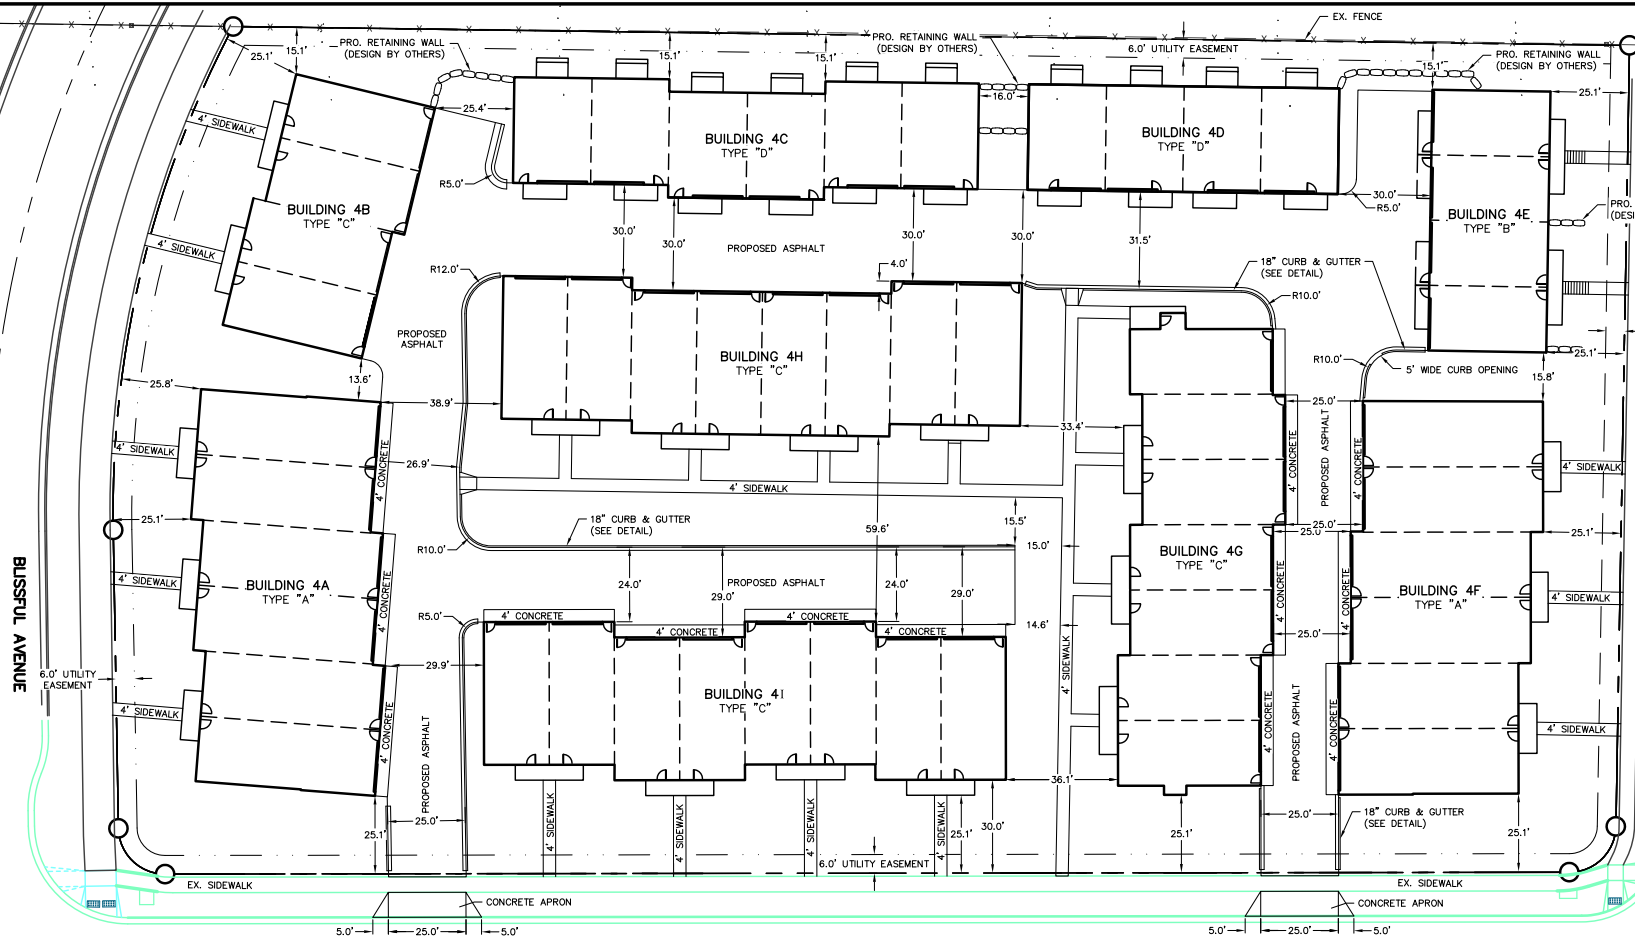 EX. FENCE
PRO. RETAINING WALL
(DESIGN BY OTHERS)
PRO. RETAINING WALL
(DESIGN BY OTHERS)
6.0' UTILITY EASEMENT
PRO. RETAINING WALL
(DESIGN BY OTHERS)
25.1'
15.1'
15.1'
15.1'
15.1'
25.4'
16.0'
25.1'
4' SIDEWALK
BUILDING 4C
TYPE "D"
BUILDING 4D
TYPE "D"
R5.0'
30.0'
R5.0'
BUILDING 4B
TYPE "C"
BUILDING 4E
TYPE "B"
PRO.
(DESI
4' SIDEWALK
30.0'
30.0'
PROPOSED ASPHALT
30.0'
30.0'
31.5'
R12.0'
4.0'
18" CURB & GUTTER
(SEE DETAIL)
R10.0'
PROPOSED
ASPHALT
BUILDING 4H
TYPE "C"
R10.0'
5' WIDE CURB OPENING
25.1'
15.8'
13.6'
25.8'
38.9'
25.0'
33.4'
4' SIDEWALK
4' CONCRETE
26.9'
4' SIDEWALK
4' CONCRETE
PROPOSED ASPHALT
4' CONCRETE
4' SIDEWALK
25.1'
18" CURB & GUTTER
(SEE DETAIL)
59.6'
15.5'
25.0'
25.0'
25.1'
R10.0'
15.0'
BUILDING 4G
TYPE "C"
BLISSFUL AVENUE
4' SIDEWALK
BUILDING 4A
TYPE "A"
4' CONCRETE
24.0'
29.0'
PROPOSED ASPHALT
24.0'
29.0'
4' CONCRETE
4' CONCRETE
BUILDING 4F
TYPE "A"
4' SIDEWALK
R5.0'
4' CONCRETE
4' CONCRETE
4' CONCRETE
14.6'
25.0'
6.0' UTILITY
EASEMENT
29.9'
4' SIDEWALK
4' SIDEWALK
BUILDING 4I
TYPE "C"
4' CONCRETE
PROPOSED ASPHALT
4' CONCRETE
PROPOSED ASPHALT
4' CONCRETE
4' SIDEWALK
36.1'
25.1'
25.0'
4' SIDEWALK
4' SIDEWALK
4' SIDEWALK
4' SIDEWALK
25.1'
30.0'
25.1'
25.0'
18" CURB & GUTTER
(SEE DETAIL)
25.1'
6.0' UTILITY EASEMENT
EX. SIDEWALK
EX. SIDEWALK
CONCRETE APRON
CONCRETE APRON
5.0'
25.0'
5.0'
5.0'
25.0'
5.0'